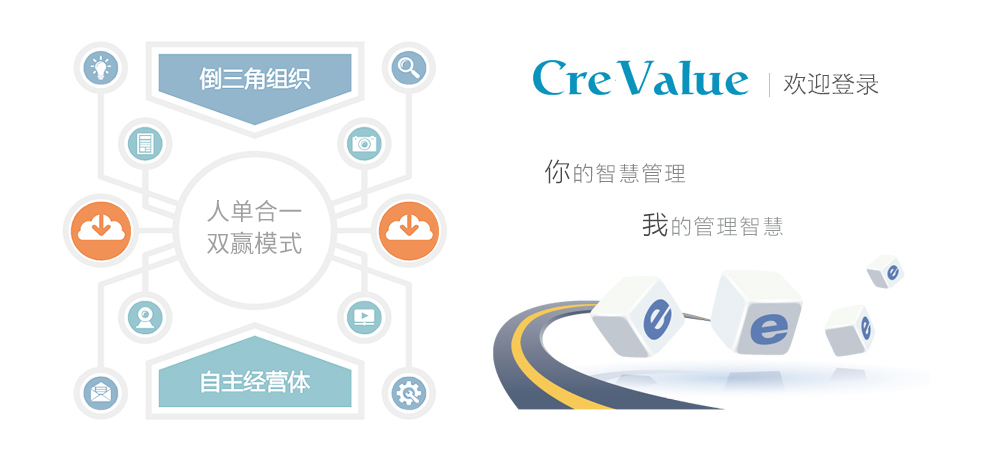 倒三角组织
人单合一
双赢模式
自主经营体
CreValue
欢迎登录
你的智慧管理
我的管理智慧
e
e
e
e